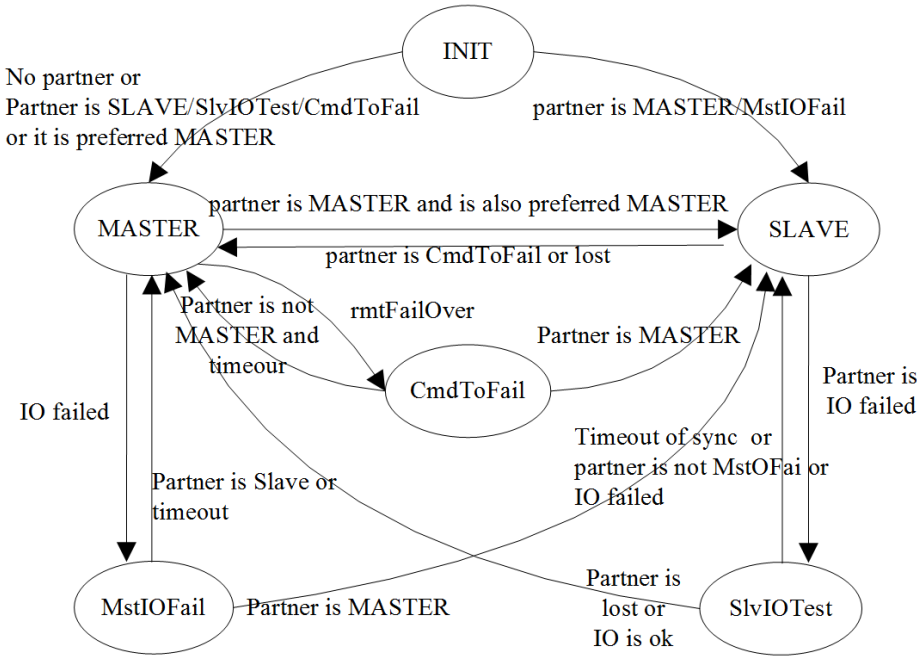 INIT
No partner or
Partner is SLAVE/SlvIOTest/CmdToFail
or it is preferred MASTER
partner is MASTER/MstIOFail
MASTER
partner is MASTER and is also preferred MASTER
SLAVE
partner is CmdToFail or lost
Partner is not
MASTER and
timeour
rmtFailOver
Partner is MASTER
CmdToFail
Partner is
IO failed
IO failed
Timeout of sync or
partner is not MstOFai or
IO failed
Partner is Slave or
timeout
MstIOFail
Partner is MASTER
Partner is
lost or
IO is ok
SlvIOTest